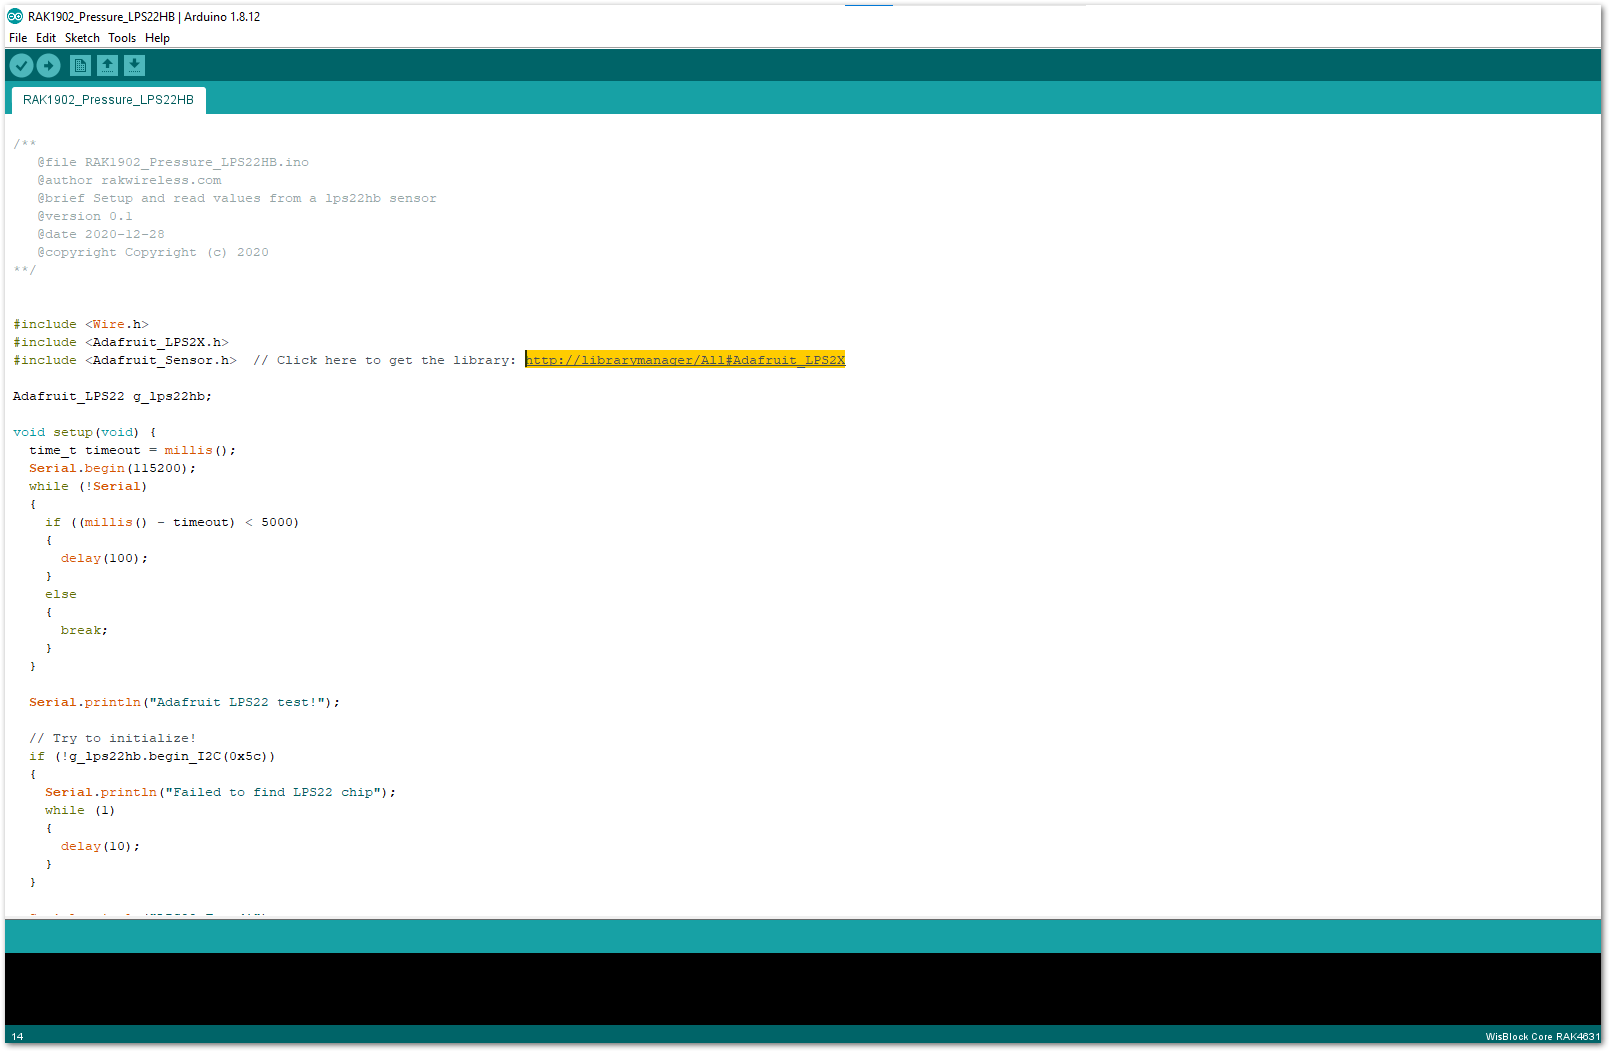 RAK1902_Pressure_LPS22HB | Arduino 1.8.12
File Edit Sketch Tools Help
RAK1902_Pressure_LPS22HB
/**
   @file RAK1902_Pressure_LPS22HB.ino
   @author rakwireless.com
   @brief Setup and read values from a lps22hb sensor
   @version 0.1
   @date 2020-12-28
   @copyright Copyright (c) 2020
**/
#include <Wire.h>
#include <Adafruit_LPS2X.h>
#include <Adafruit_Sensor.h>  // Click here to get the library: http://librarymanager/All#Adafruit_LPS2X
Adafruit_LPS22 g_lps22hb;
void setup(void) {
  time_t timeout = millis();
  Serial.begin(115200);
  while (!Serial)
  {
    if ((millis() - timeout) < 5000)
    {
      delay(100);
    }
    else
    {
      break;
    }
  }
  Serial.println("Adafruit LPS22 test!");
  // Try to initialize!
  if (!g_lps22hb.begin_I2C(0x5c))
  {
    Serial.println("Failed to find LPS22 chip");
    while (1)
    {
      delay(10);
    }
  }
14
WisBlock Core RAK4631